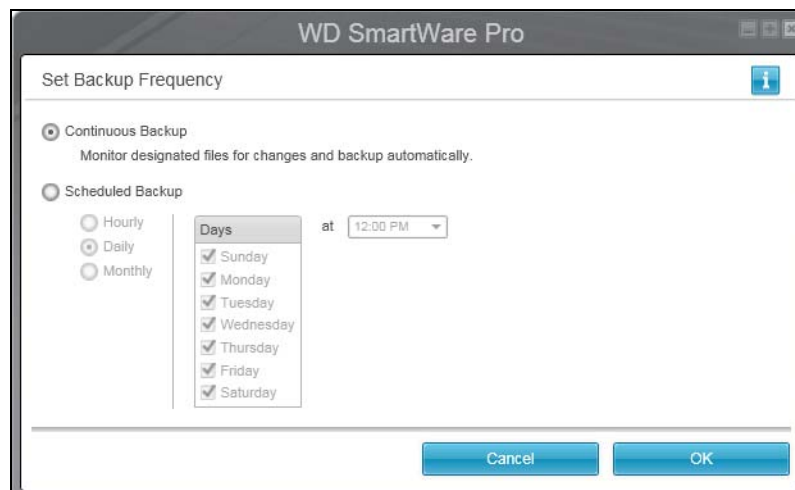 WD SmartWare Pro
Set Backup Frequency
i
Continuous Backup
Monitor designated files for changes and backup automatically.
Scheduled Backup
Hourly
Daily
Monthly
Days
Sunday
Monday
Tuesday
Wednesday
Thursday
Friday
Saturday
at 12:00 PM
Cancel
OK